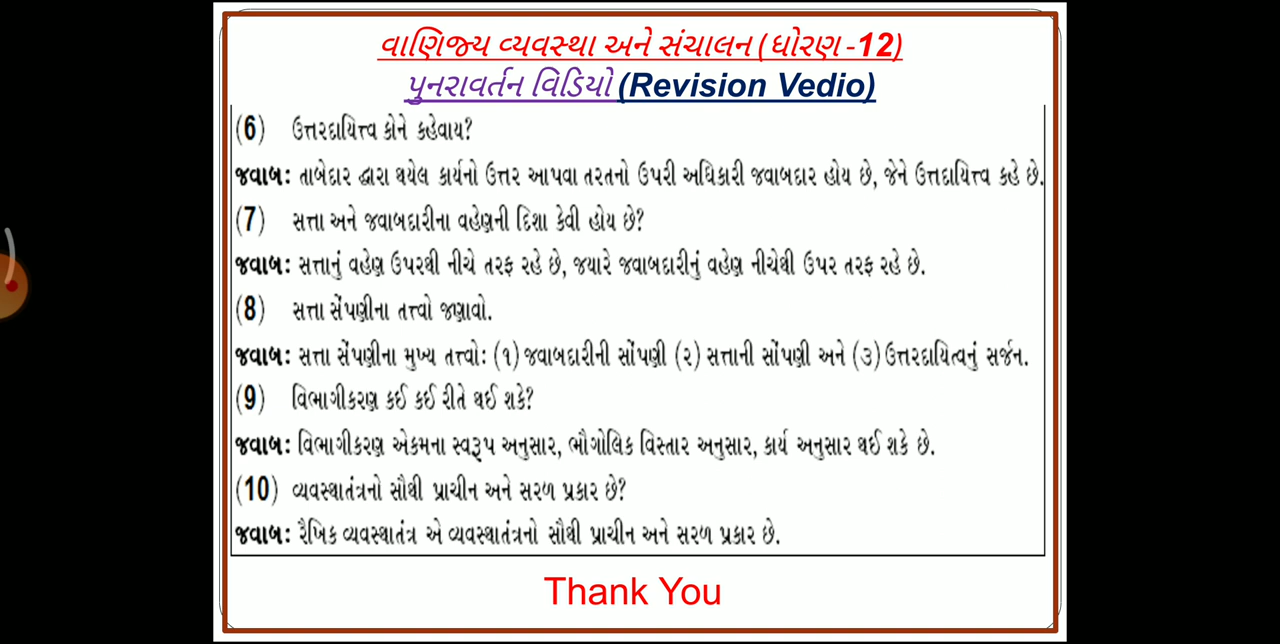 વાણિજ્ય વ્યવસ્થા અને સંચાલન (ધોરણ -12)
પુનરાવર્તન વિડિયો (Revision Vedio)
(6) ઉત્તરદાયિત્ત્વ કોને કહેવાય?
જવાબ: તાબેદાર દ્વારા થયેલ કાર્યનો ઉત્તર આપવા તરતનો ઉપરી અધિકારી જવાબદાર હોય છે, જેને ઉત્તદાયિત્ત્વ કહે છે.
(7) સત્તા અને જવાબદારીના વહેણની દિશા કેવી હોય છે?
જવાબ: સત્તાનું વહેણ ઉપરથી નીચે તરફ રહે છે, જયારે જવાબદારીનું વહેણ નીચેથી ઉપર તરફ રહે છે.
(8) સત્તા સેંપણીના તત્ત્વો જણાવો.
જવાબ: સત્તા સેંપણીના મુખ્ય તત્ત્વો: (૧) જવાબદારીની સોંપણી (૨) સત્તાની સોંપણી અને (૩) ઉત્તરદાયિત્વનું સર્જન.
(9) વિભાગીકરણ કઈ કઈ રીતે થઈ શકે?
જવાબ: વિભાગીકરણ એકમના સ્વરૂપ અનુસાર, ભૌગોલિક વિસ્તાર અનુસાર, કાર્ય અનુસાર થઈ શકે છે.
(10) વ્યવસ્થાતંત્રનો સૌથી પ્રાચીન અને સરળ પ્રકાર છે?
જવાબ: રૈખિક વ્યવસ્થાતંત્ર એ વ્યવસ્થાતંત્રનો સૌથી પ્રાચીન અને સરળ પ્રકાર છે.
Thank You